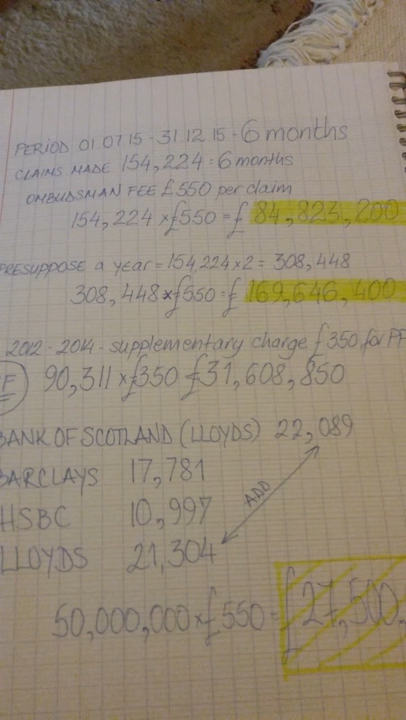 PERIOD 01 07 15 - 31 12 15 - 6 months
CLAIMS MADE 154,224 = 6 months
OMBUDSMAN FEE £550 per claim
154,224 x £550 = £ 84,823,200
PRESUPPOSE a year = 154 224 x 2 = 308,448
308,448 x £550 = £ 169,646,400
2012 - 2014 - supplementary charge £350 for PP
F 90,311 x £350 £31,608,850
BANK OF SCOTLAND (LLOYDS) 22,089
BARCLAYS 17,781
HSBC 10,997
ADD
LLOYDS 21,304
50,000,000 x £550 = £27,500,